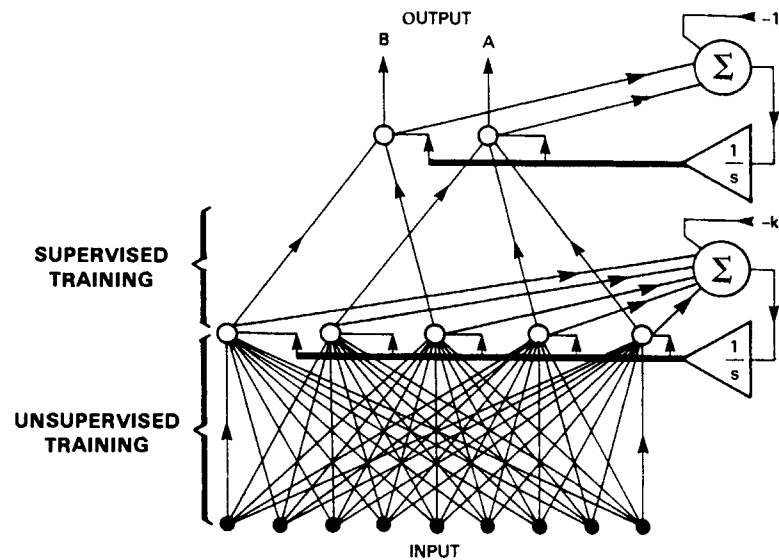 OUTPUT
B
A
-1
Σ
1
s
SUPERVISED
TRAINING
-k
Σ
1
s
UNSUPERVISED
TRAINING
INPUT